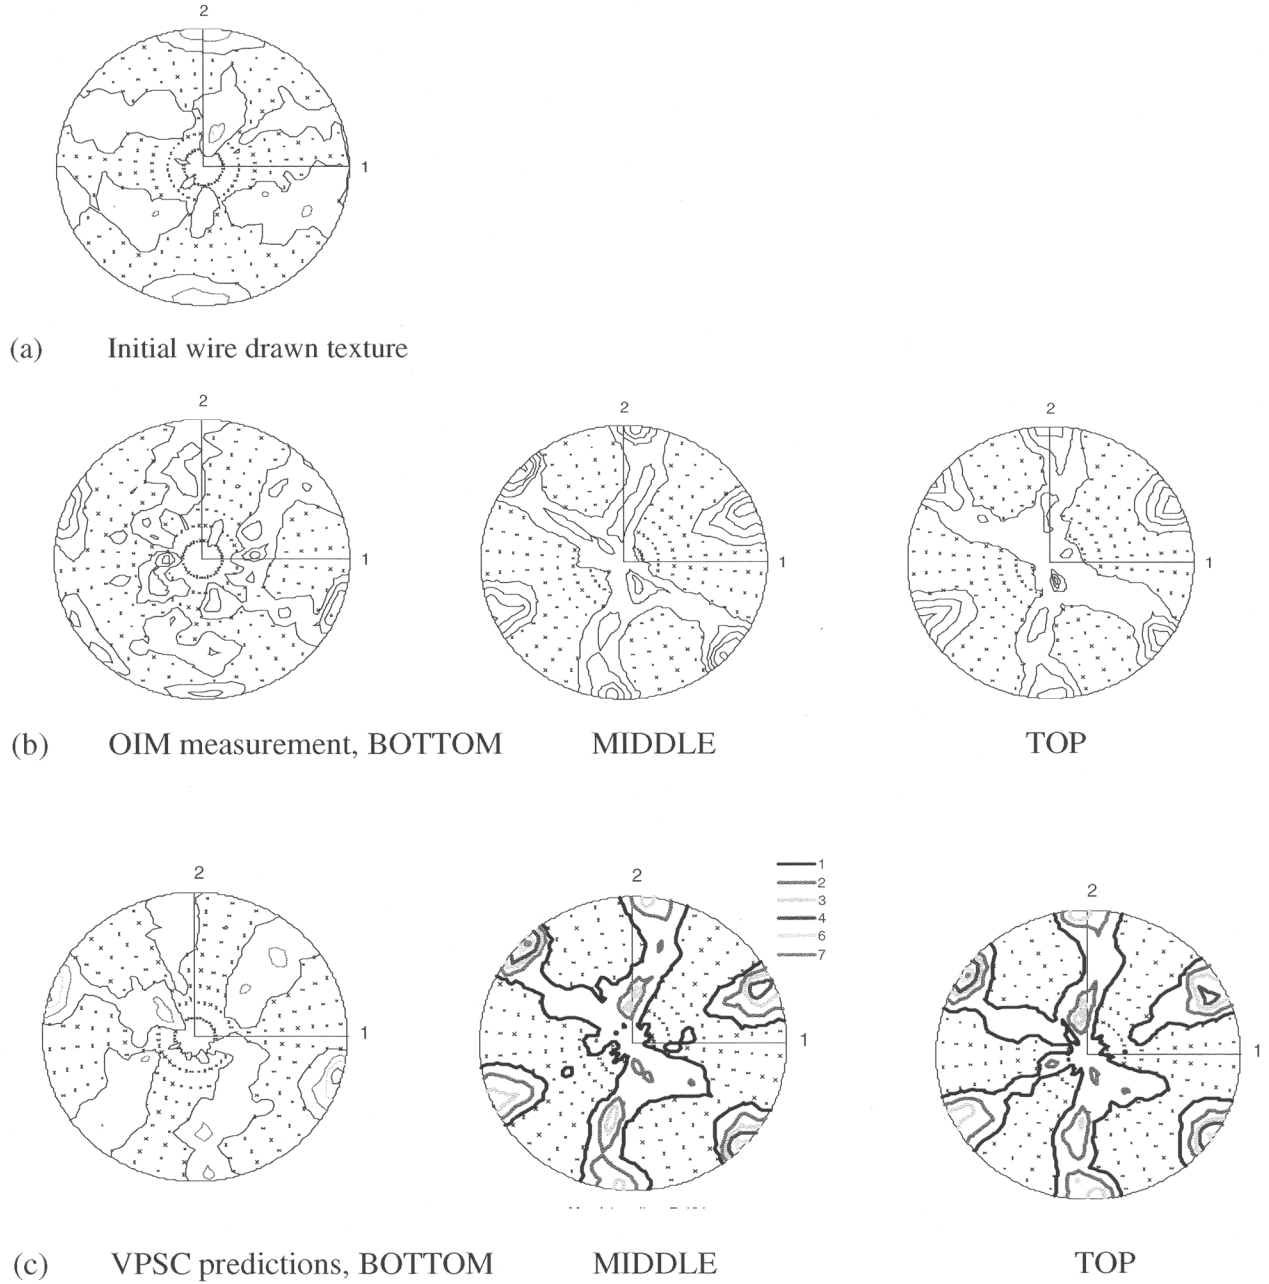 2
1
(a) Initial wire drawn texture
2 2 2
1 1 1
(b) OIM measurement, BOTTOM MIDDLE TOP
2 2 2
1
2
3
4
6
7
1 1 1
(c) VPSC predictions, BOTTOM MIDDLE TOP